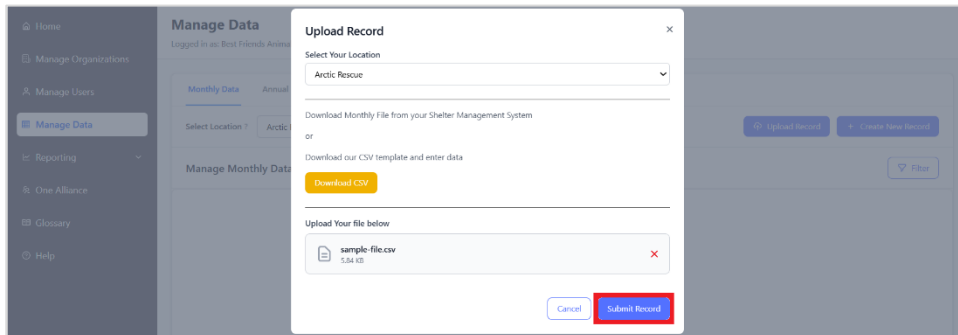 Home
Manage Organizations
Manage Users
Manage Data
Reporting
One Alliance
Glossary
Help
Manage Data
Logged in as: Best Friends Anima
Monthly Data Annual
Select Location ? Arctic
Upload Record + Create New Record
Manage Monthly Data
Filter
Upload Record
Select Your Location
Arctic Rescue
Download Monthly File from your Shelter Management System
or
Download our CSV template and enter data
Download CSV
Upload Your file below
sample-file.csv
5.84 KB
Cancel Submit Record